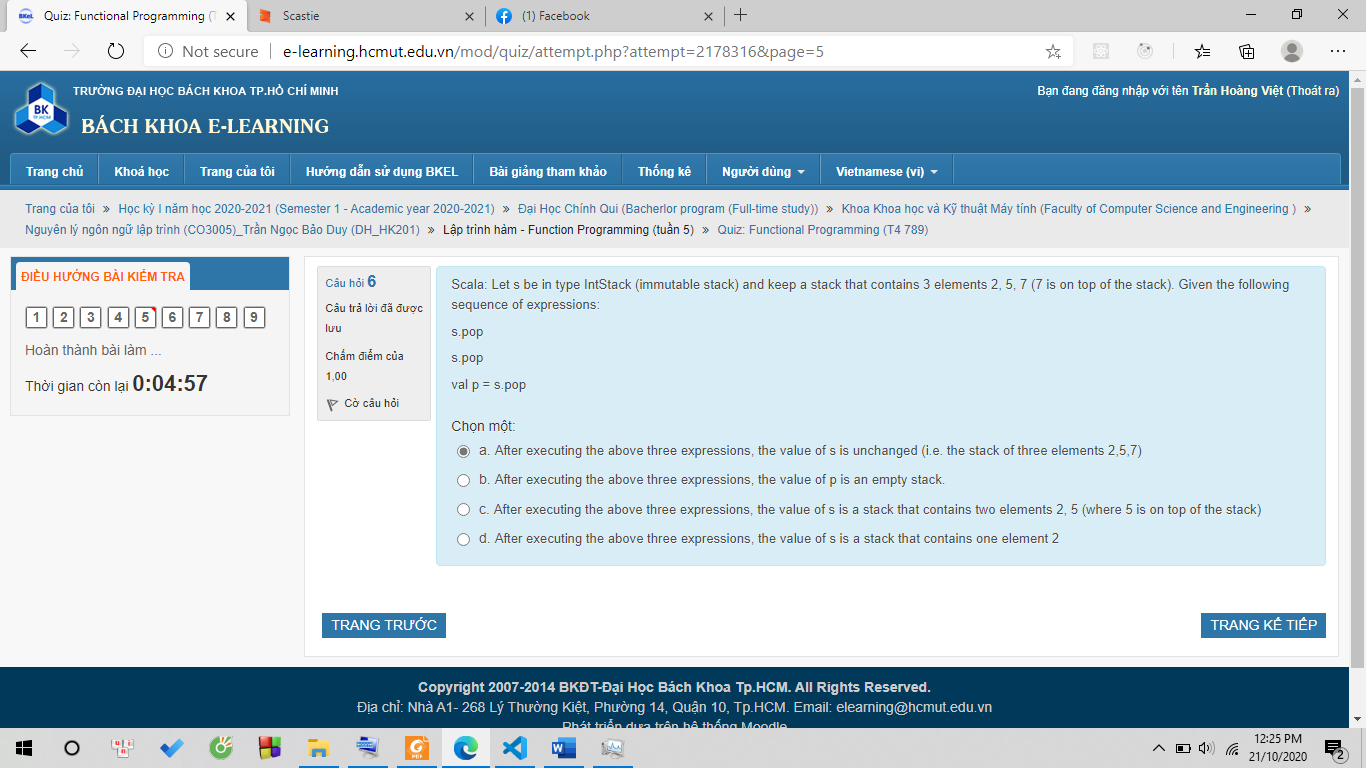 Quiz: Functional Programming (T
Scastie
(1) Facebook
Not secure
e-learning.hcmut.edu.vn/mod/quiz/attempt.php?attempt=2178316&page=5
BK
TP.HCM
TRƯỜNG ĐẠI HỌC BÁCH KHOA TP.HỒ CHÍ MINH
Bạn đang đăng nhập với tên Trần Hoàng Việt (Thoát ra)
BÁCH KHOA E-LEARNING
Trang chủ
Khoá học
Trang của tôi
Hướng dẫn sử dụng BKEL
Bài giảng tham khảo
Thống kê
Người dùng
Vietnamese (vi)
Trang của tôi » Học kỳ I năm học 2020-2021 (Semester 1 - Academic year 2020-2021) » Đại Học Chính Qui (Bacherlor program (Full-time study)) » Khoa Khoa học và Kỹ thuật Máy tính (Faculty of Computer Science and Engineering ) »
Nguyên lý ngôn ngữ lập trình (CO3005)_Trần Ngọc Bảo Duy (DH_HK201) » Lập trình hàm - Function Programming (tuần 5) » Quiz: Functional Programming (T4 789)
ĐIỀU HƯỚNG BÀI KIỂM TRA
1 2 3 4 5 6 7 8 9
Hoàn thành bài làm ...
Thời gian còn lại 0:04:57
Câu hỏi 6
Câu trả lời đã được
lưu
Chấm điểm của
1,00
Cờ câu hỏi
Scala: Let s be in type IntStack (immutable stack) and keep a stack that contains 3 elements 2, 5, 7 (7 is on top of the stack). Given the following
sequence of expressions:
s.pop
s.pop
val p = s.pop
Chọn một:
a. After executing the above three expressions, the value of s is unchanged (i.e. the stack of three elements 2,5,7)
b. After executing the above three expressions, the value of p is an empty stack.
c. After executing the above three expressions, the value of s is a stack that contains two elements 2, 5 (where 5 is on top of the stack)
d. After executing the above three expressions, the value of s is a stack that contains one element 2
TRANG TRƯỚC
TRANG KẾ TIẾP
Copyright 2007-2014 BKĐT-Đại Học Bách Khoa Tp.HCM. All Rights Reserved.
Địa chỉ: Nhà A1- 268 Lý Thường Kiệt, Phường 14, Quận 10, Tp.HCM. Email: elearning@hcmut.edu.vn
Phát triển dựa trên hệ thống Moodle
12:25 PM
21/10/2020
2